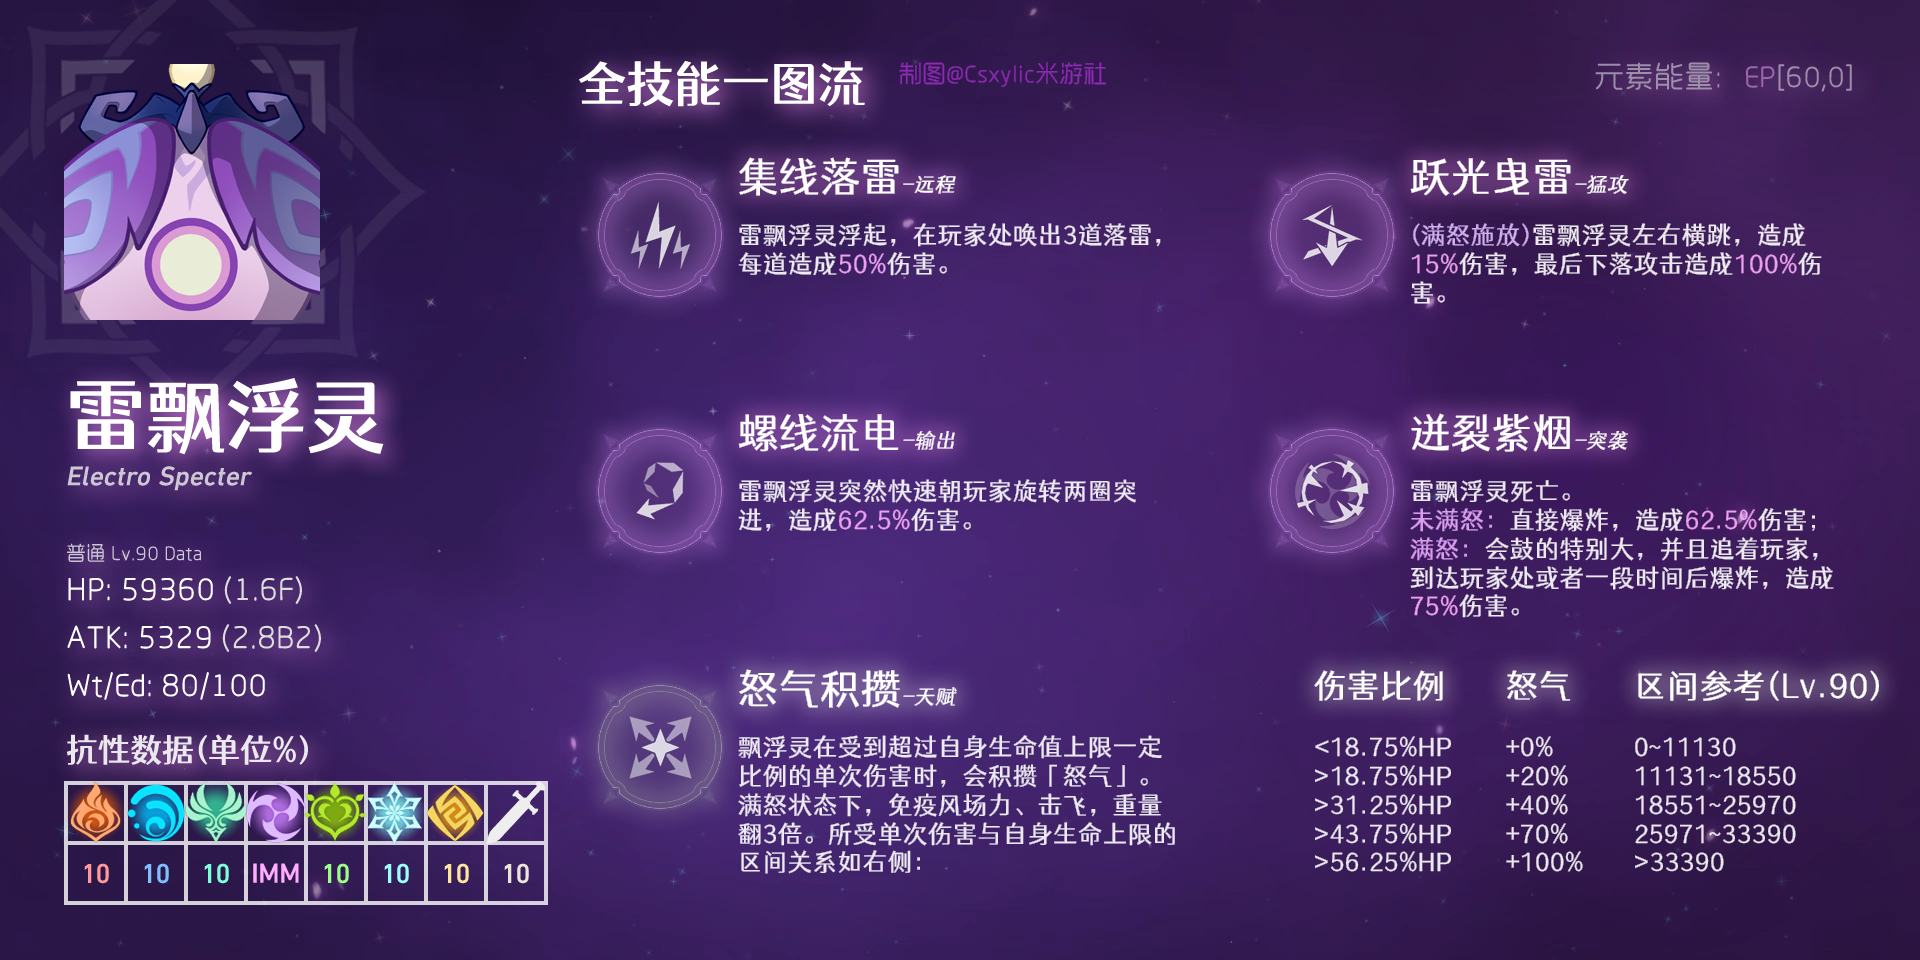 全技能一图流
制图@Csxylic米游社
元素能量： EP[60,0]
雷飘浮灵
Electro Specter
普通 Lv.90 Data
HP: 59360 (1.6F)
ATK: 5329 (2.8B2)
Wt/Ed: 80/100
抗性数据(单位%)
10 10 10 IMM 10 10 10 10
集线落雷-远程
雷飘浮灵浮起，在玩家处唤出3道落雷，
每道造成50%伤害。
跃光曳雷-猛攻
(满怒施放)雷飘浮灵左右横跳，造成
15%伤害，最后下落攻击造成100%伤
害。
螺线流电-输出
雷飘浮灵突然快速朝玩家旋转两圈突
进，造成62.5%伤害。
迸裂紫烟-突袭
雷飘浮灵死亡。
未满怒：直接爆炸，造成62.5%伤害；
满怒：会鼓的特别大，并且追着玩家，
到达玩家处或者一段时间后爆炸，造成
75%伤害。
怒气积攒-天赋
飘浮灵在受到超过自身生命值上限一定
比例的单次伤害时，会积攒「怒气」。
满怒状态下，免疫风场力、击飞，重量
翻3倍。所受单次伤害与自身生命上限的
区间关系如右侧：
伤害比例 怒气 区间参考(Lv.90)
<18.75%HP +0% 0~11130
>18.75%HP +20% 11131~18550
>31.25%HP +40% 18551~25970
>43.75%HP +70% 25971~33390
>56.25%HP +100% >33390